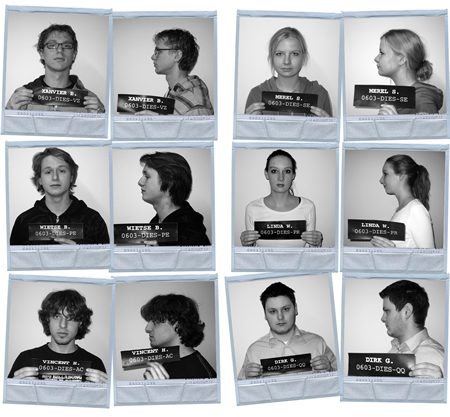 XANVIER B.
0603-DIES-VZ
XANVIER B.
0603-DIES-VZ
MEREL S.
0603-DIES-SE
MEREL S.
0603-DIES-SE
WIETSE B.
0603-DIES-PE
WIETSE B.
0603-DIES-PE
LINDA W.
0603-DIES-PR
LINDA W.
0603-DIES-PR
VINCENT H.
0603-DIES-AC
VINCENT H.
0603-DIES-AC
DIRK G.
0603-DIES-QQ
DIRK G.
0603-DIES-QQ